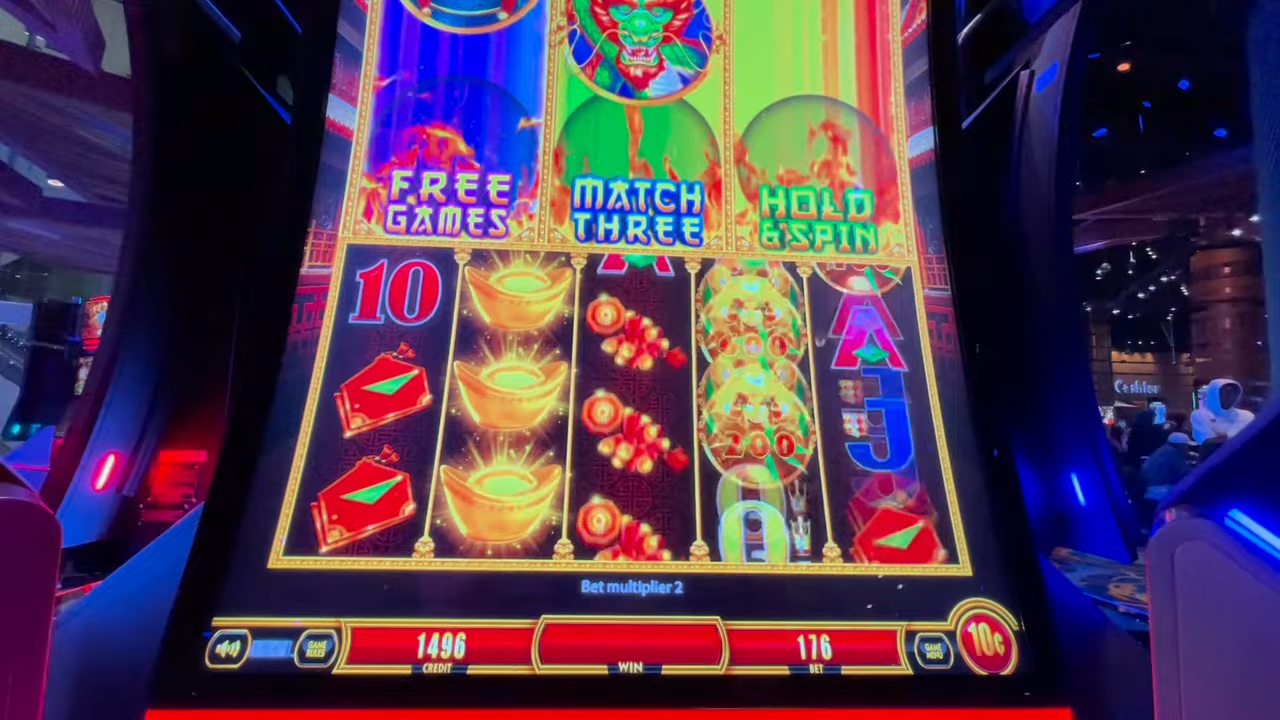 FREE
GAMES
MATCH
THREE
HOLD
&SPIN
10
A
J
200
Q
Cashier
Bet multiplier 2
GAME
RULES
1496
CREDIT
WIN
176
BET
GAME
MENU
10¢